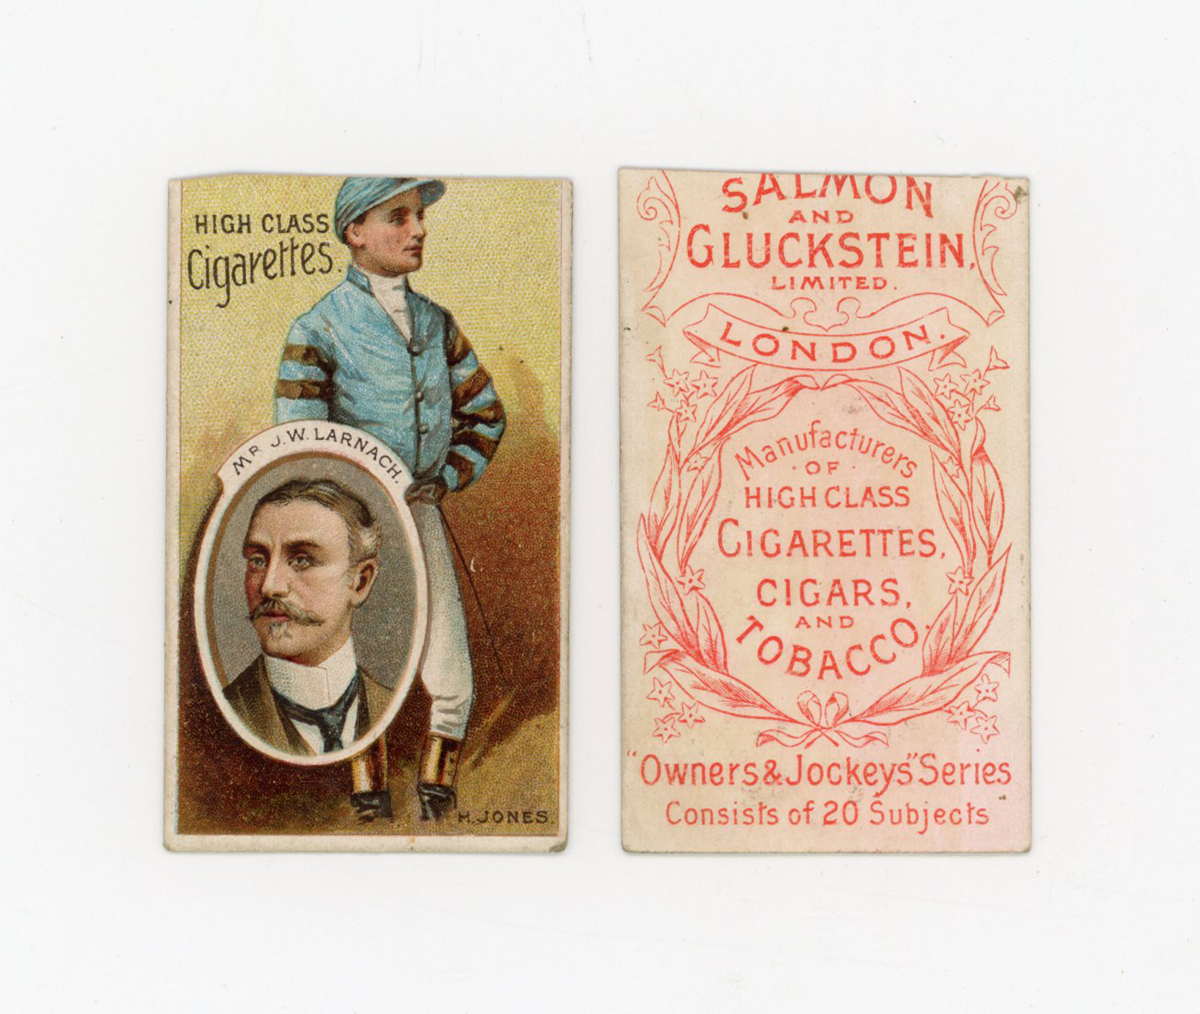 HIGH CLASS
Cigarettes.
MR J.W. LARNACH.
H. JONES.
SALMON
AND
GLUCKSTEIN,
LIMITED.
LONDON.
Manufacturers
· OF ·
HIGH CLASS
CIGARETTES,
CIGARS,
AND
TOBACCO.
"Owners & Jockeys" Series
Consists of 20 Subjects